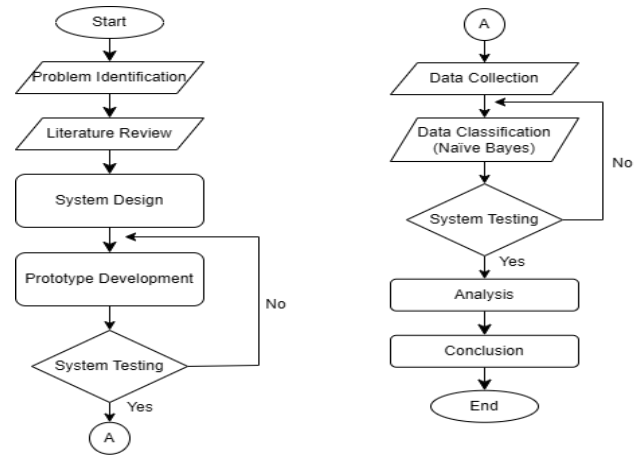 Start
Problem Identification
Literature Review
System Design
Prototype Development
No
System Testing
Yes
A
A
Data Collection
Data Classification
(Naïve Bayes)
No
System Testing
Yes
Analysis
Conclusion
End